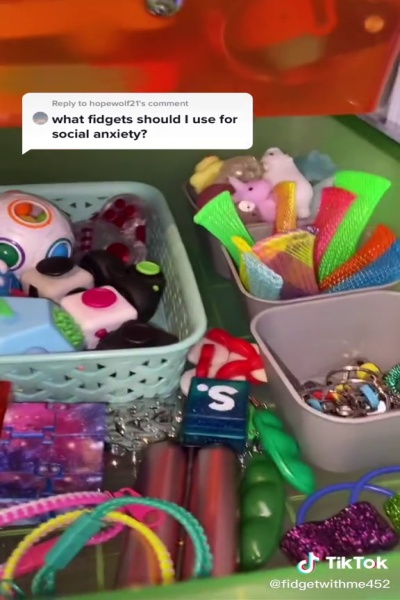 Reply to hopewolf21's comment
what fidgets should I use for
social anxiety?
S.
TikTok
@fidgetwithme452